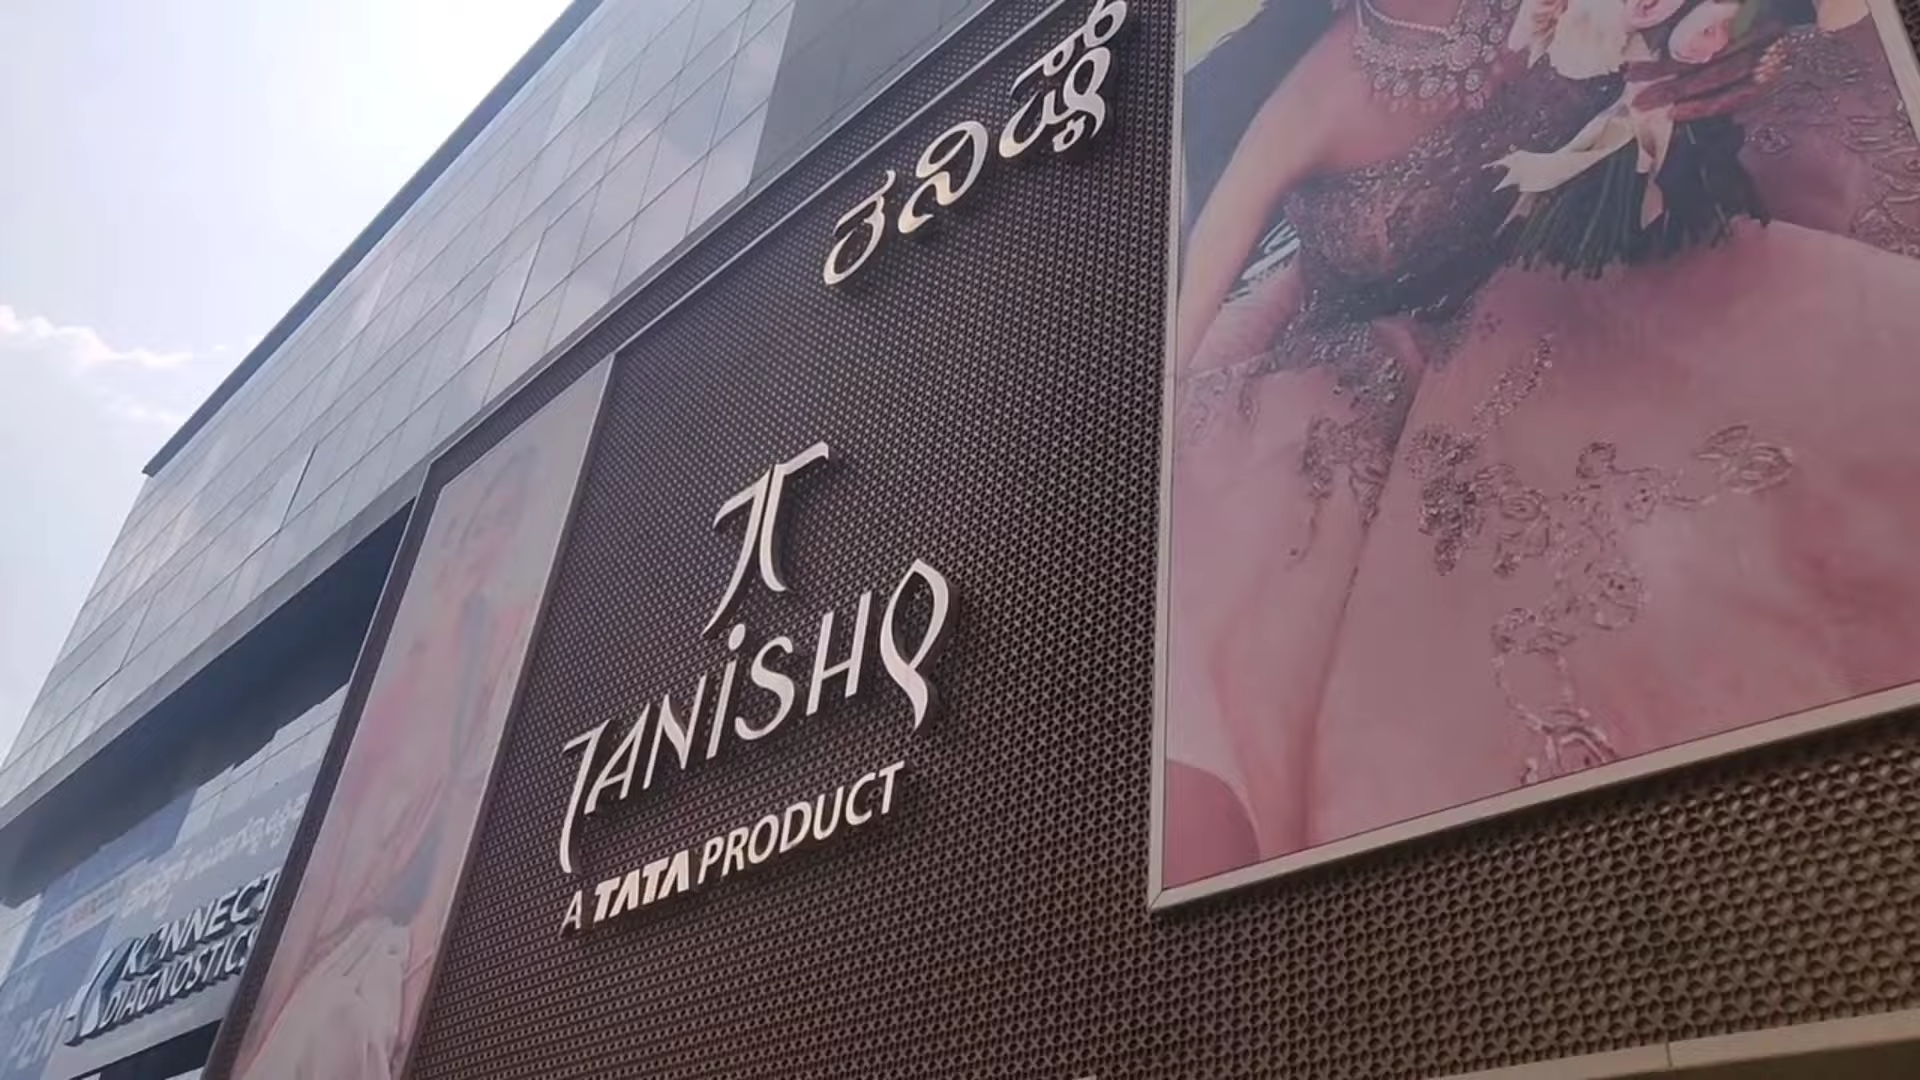 ತನಿಷ್ಕ್
TANiSHQ
A TATA PRODUCT
KONNECT
DIAGNOSTICS